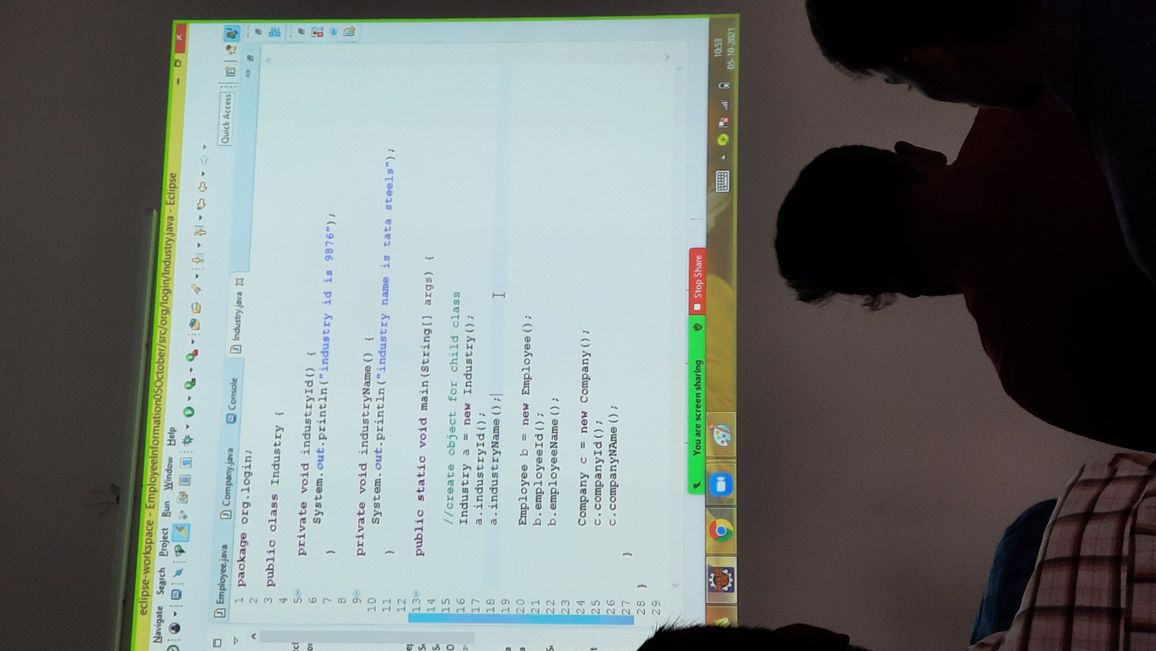 eclipse-workspace - EmployeeInformation05October/src/org/login/Industry.java - Eclipse
Navigate Search Project Run Window Help
Quick Access
Employee.java Company.java Console Industry.java
1 package org.login;
2
3 public class Industry {
4
5 private void industryId() {
6 System.out.println("industry id is 9876");
7 }
8
9 private void industryName() {
10 System.out.println("industry name is tata steels");
11 }
12
13 public static void main(String[] args) {
14
15 //create object for child class
16 Industry a = new Industry();
17 a.industryId();
18 a.industryName();
19
20 Employee b = new Employee();
21 b.employeeId();
22 b.employeeName();
23
24 Company c = new Company();
25 c.companyId();
26 c.companyNAme();
27 }
28 }
29
You are screen sharing Stop Share
10:53
05-10-2021